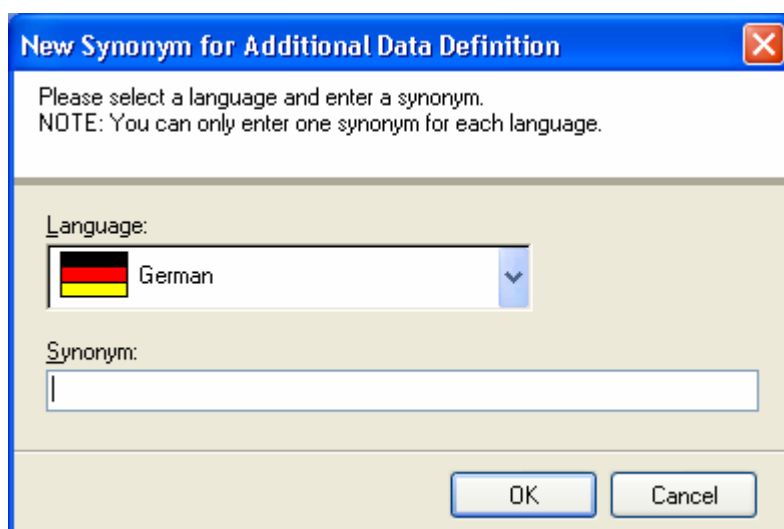 New Synonym for Additional Data Definition
Please select a language and enter a synonym.
NOTE: You can only enter one synonym for each language.
Language:
German
Synonym:
OK
Cancel